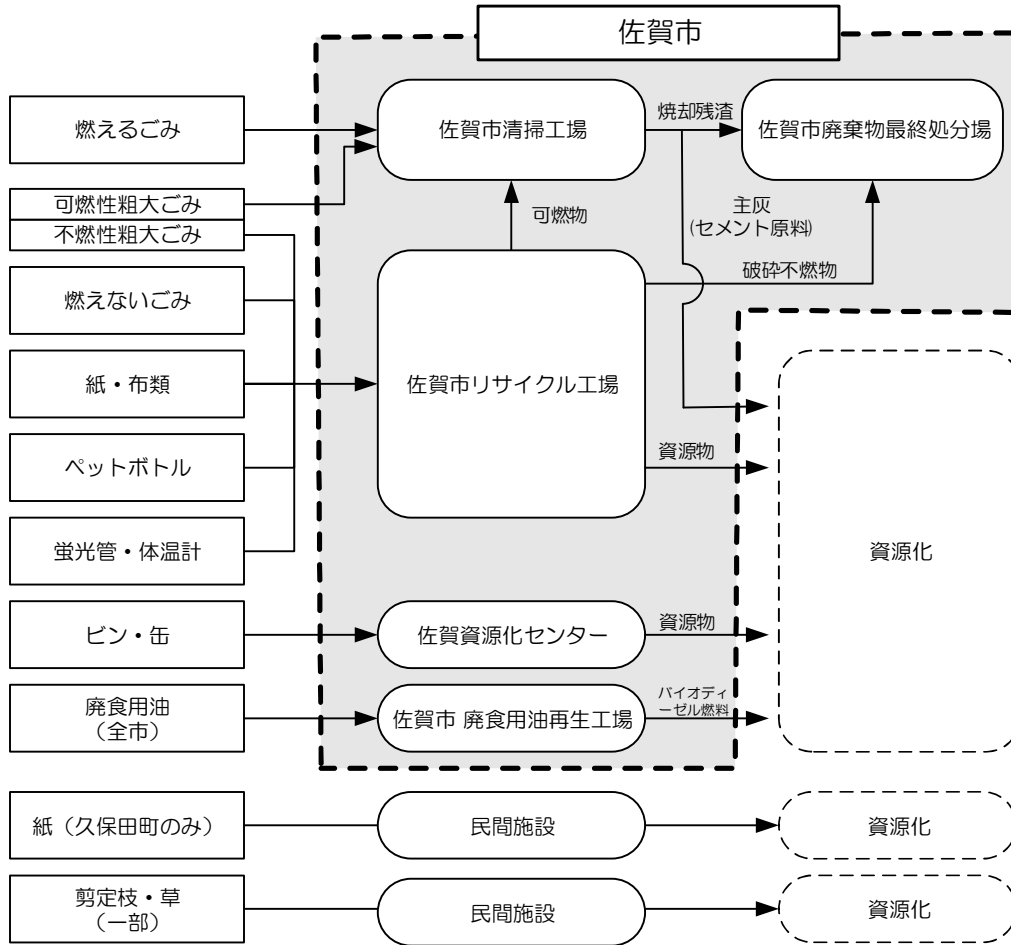 佐賀市
燃えるごみ
佐賀市清掃工場
焼却残渣
佐賀市廃棄物最終処分場
可燃性粗大ごみ
不燃性粗大ごみ
可燃物
主灰
(セメント原料)
破砕不燃物
燃えないごみ
紙・布類
佐賀市リサイクル工場
ペットボトル
資源物
蛍光管・体温計
資源化
ビン・缶
佐賀資源化センター
資源物
廃食用油
(全市)
佐賀市 廃食用油再生工場
バイオディ
ーゼル燃料
紙（久保田町のみ）
民間施設
資源化
剪定枝・草
(一部)
民間施設
資源化